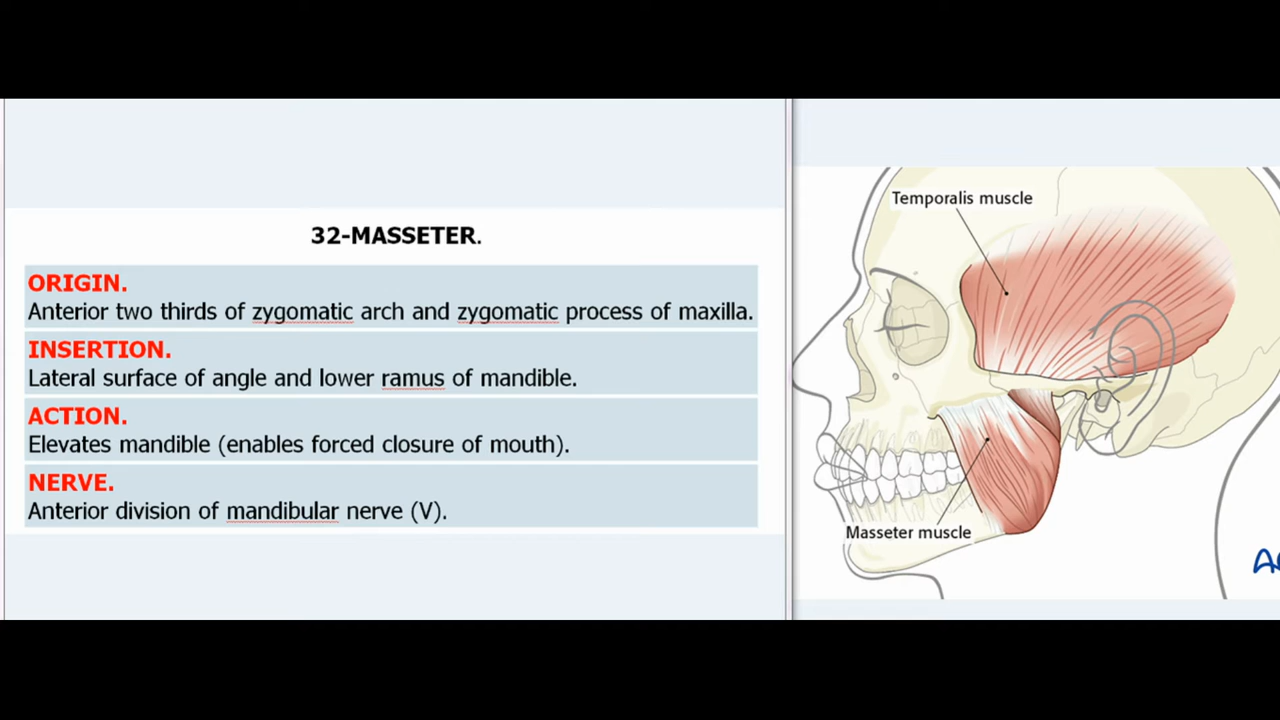 32-MASSETER.
ORIGIN.
Anterior two thirds of zygomatic arch and zygomatic process of maxilla.
INSERTION.
Lateral surface of angle and lower ramus of mandible.
ACTION.
Elevates mandible (enables forced closure of mouth).
NERVE.
Anterior division of mandibular nerve (V).
Temporalis muscle
Masseter muscle